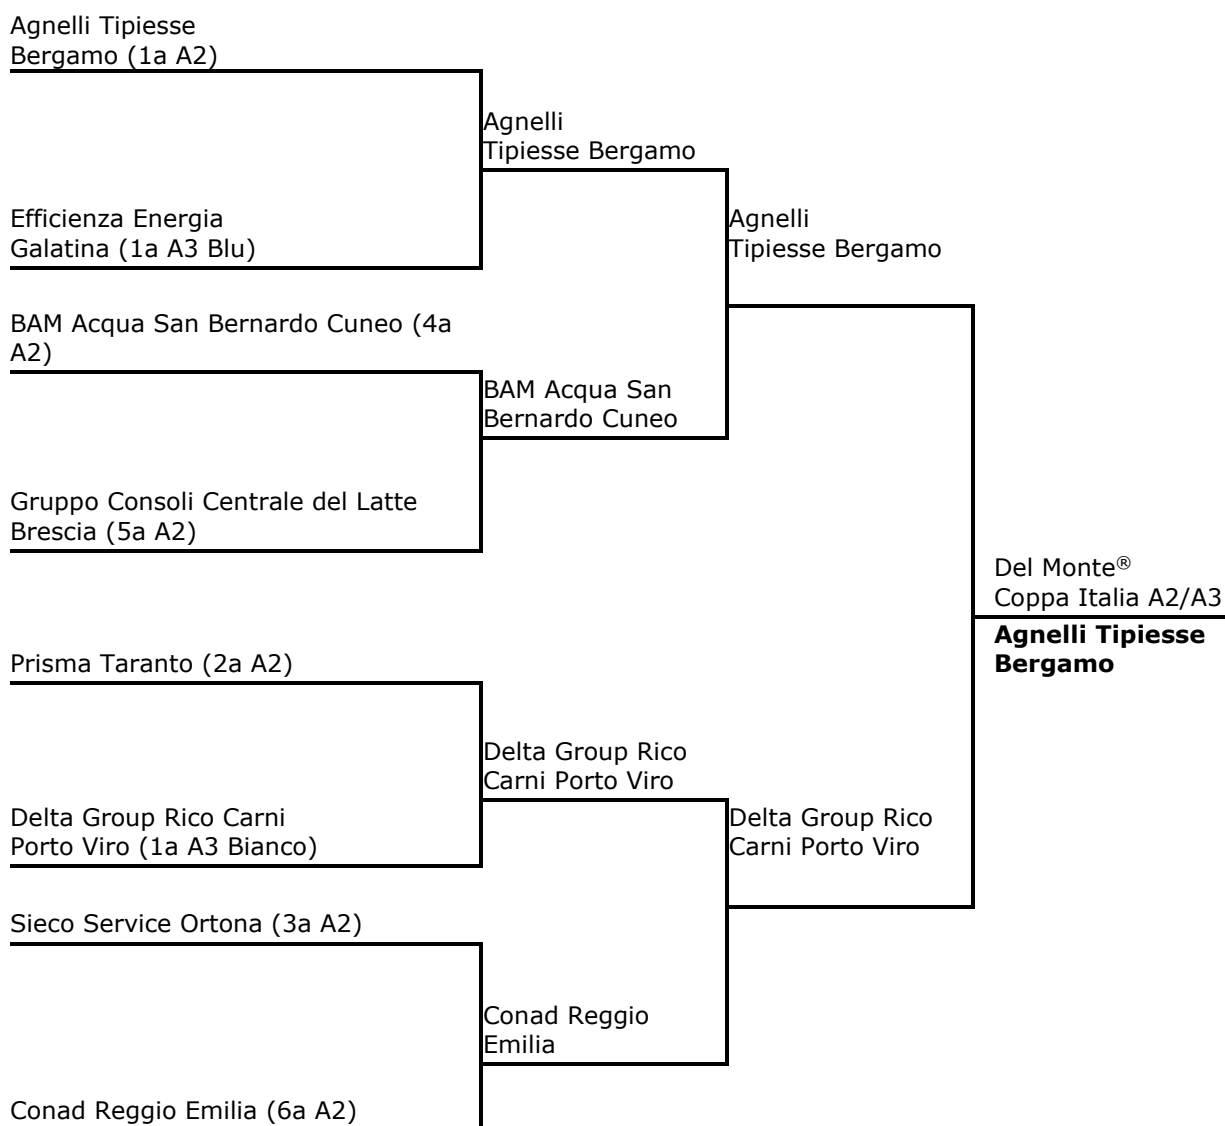 Agnelli Tipiesse
Bergamo (1a A2)
Agnelli
Tipiesse Bergamo
Efficienza Energia
Galatina (1a A3 Blu)
Agnelli
Tipiesse Bergamo
BAM Acqua San Bernardo Cuneo (4a
A2)
BAM Acqua San
Bernardo Cuneo
Gruppo Consoli Centrale del Latte
Brescia (5a A2)
Del Monte®
Coppa Italia A2/A3
Agnelli Tipiesse
Bergamo
Prisma Taranto (2a A2)
Delta Group Rico
Carni Porto Viro
Delta Group Rico Carni
Porto Viro (1a A3 Bianco)
Delta Group Rico
Carni Porto Viro
Sieco Service Ortona (3a A2)
Conad Reggio
Emilia
Conad Reggio Emilia (6a A2)